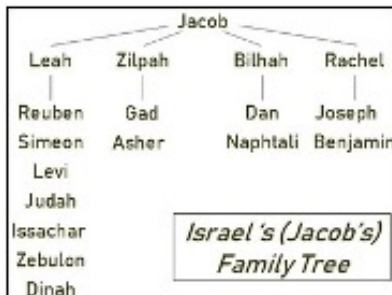 Jacob
Leah Zilpah Bilhah Rachel
Reuben Gad Dan Joseph
Simeon Asher Naphtali Benjamin
Levi
Judah
Issachar
Zebulon
Dinah
Israel's (Jacob's)
Family Tree